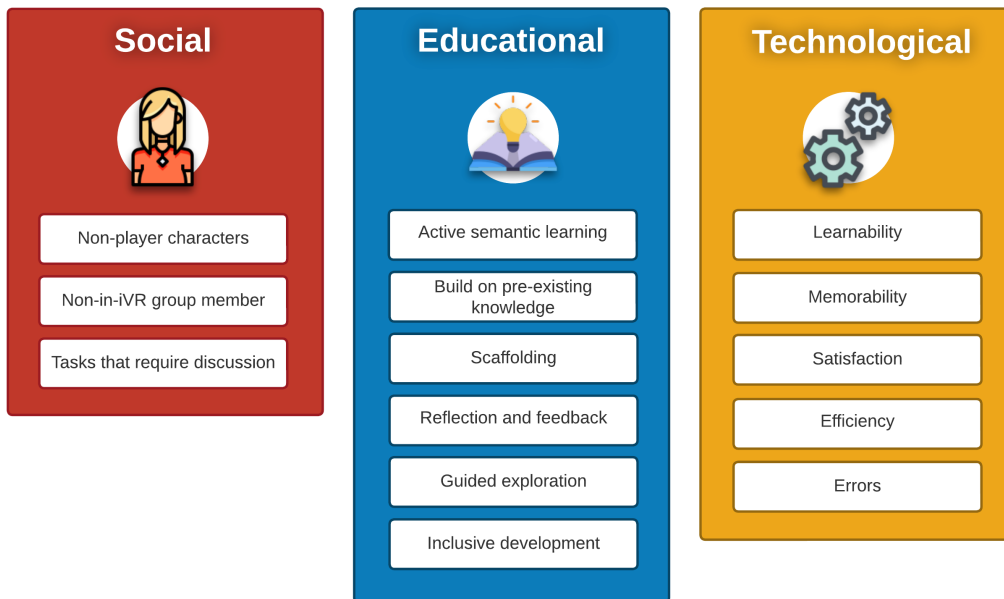 Social
Non-player characters
Non-in-iVR group member
Tasks that require discussion
Educational
Active semantic learning
Build on pre-existing
knowledge
Scaffolding
Reflection and feedback
Guided exploration
Inclusive development
Technological
Learnability
Memorability
Satisfaction
Efficiency
Errors